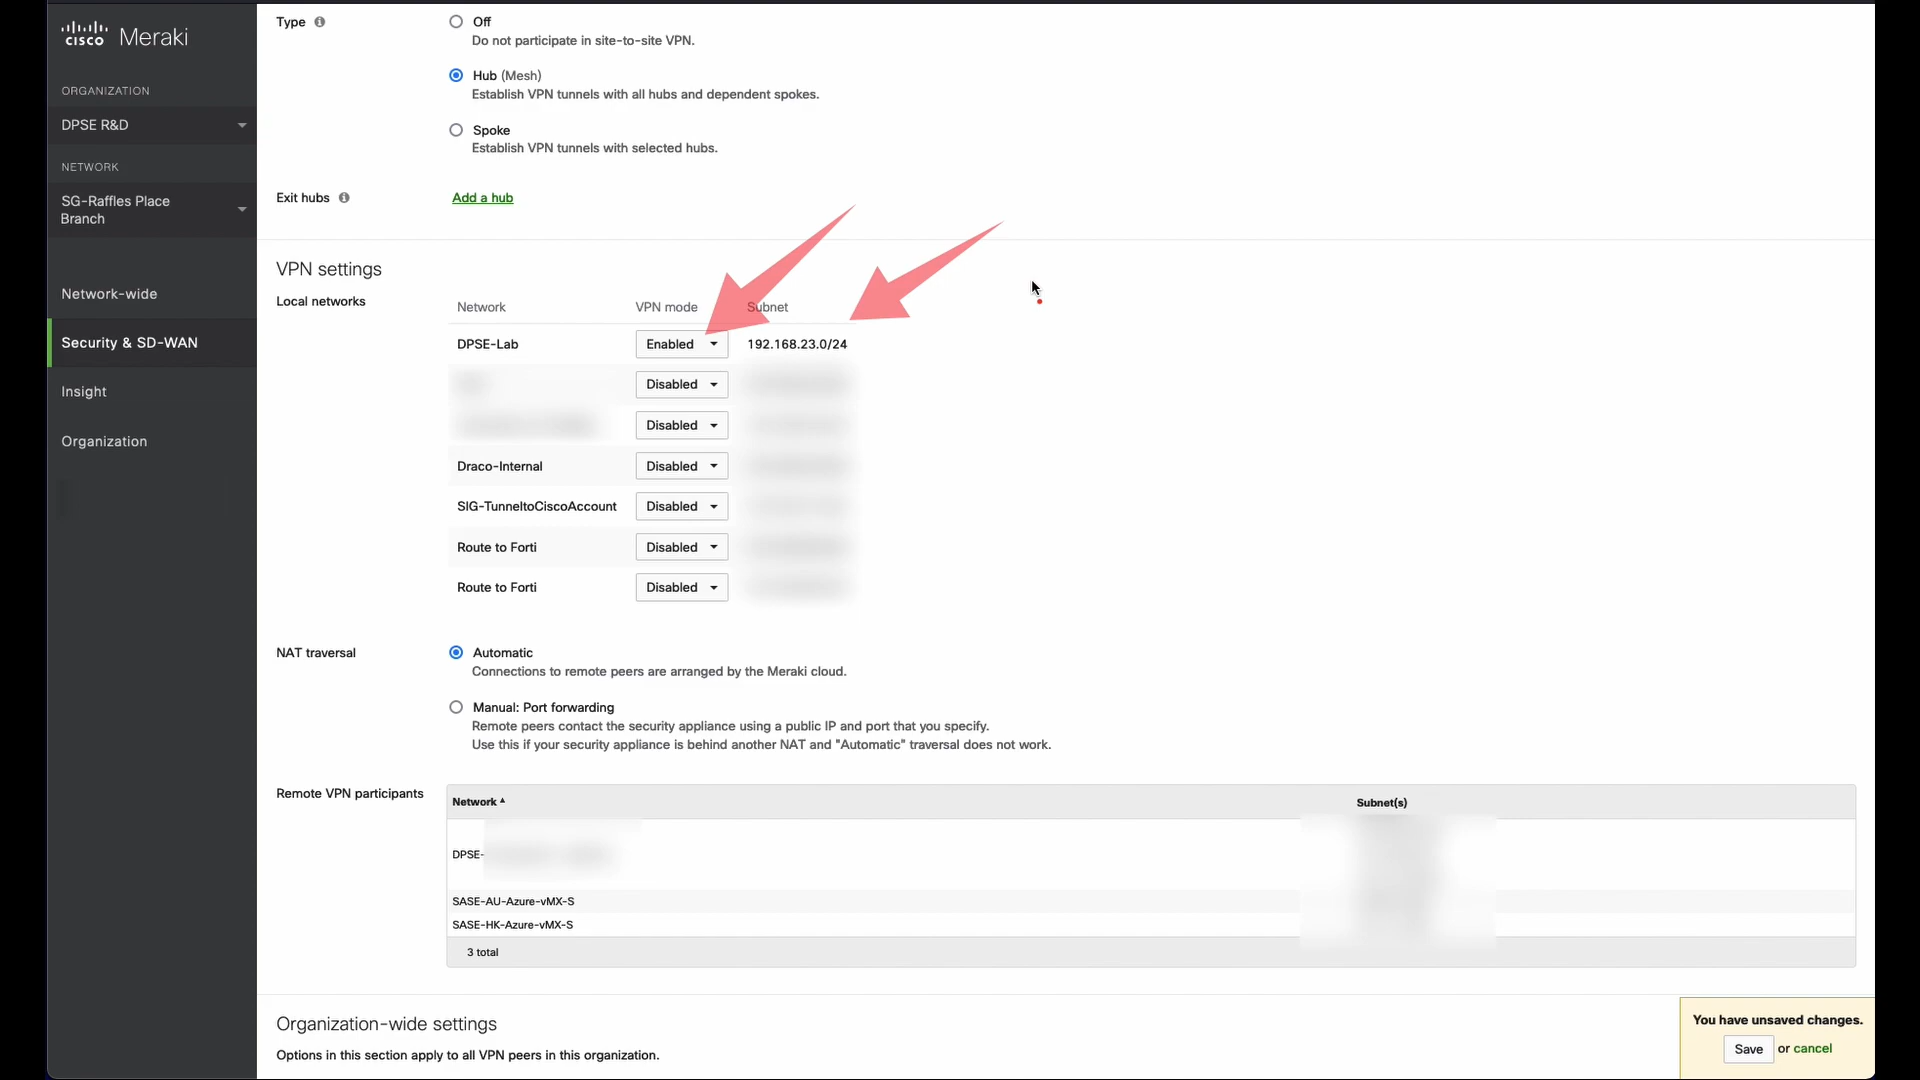 cisco Meraki
ORGANIZATION
DPSE R&D
NETWORK
SG-Raffles Place
Branch
Network-wide
Security & SD-WAN
Insight
Organization
Type
Off
Do not participate in site-to-site VPN.
Hub (Mesh)
Establish VPN tunnels with all hubs and dependent spokes.
Spoke
Establish VPN tunnels with selected hubs.
Exit hubs
Add a hub
VPN settings
Local networks
Network VPN mode Subnet
DPSE-Lab Enabled 192.168.23.0/24
Disabled
Disabled
Draco-Internal Disabled
SIG-TunneltoCiscoAccount Disabled
Route to Forti Disabled
Route to Forti Disabled
NAT traversal
Automatic
Connections to remote peers are arranged by the Meraki cloud.
Manual: Port forwarding
Remote peers contact the security appliance using a public IP and port that you specify.
Use this if your security appliance is behind another NAT and "Automatic" traversal does not work.
Remote VPN participants
Network Subnet(s)
DPSE-
SASE-AU-Azure-vMX-S
SASE-HK-Azure-vMX-S
3 total
Organization-wide settings
Options in this section apply to all VPN peers in this organization.
You have unsaved changes.
Save or cancel